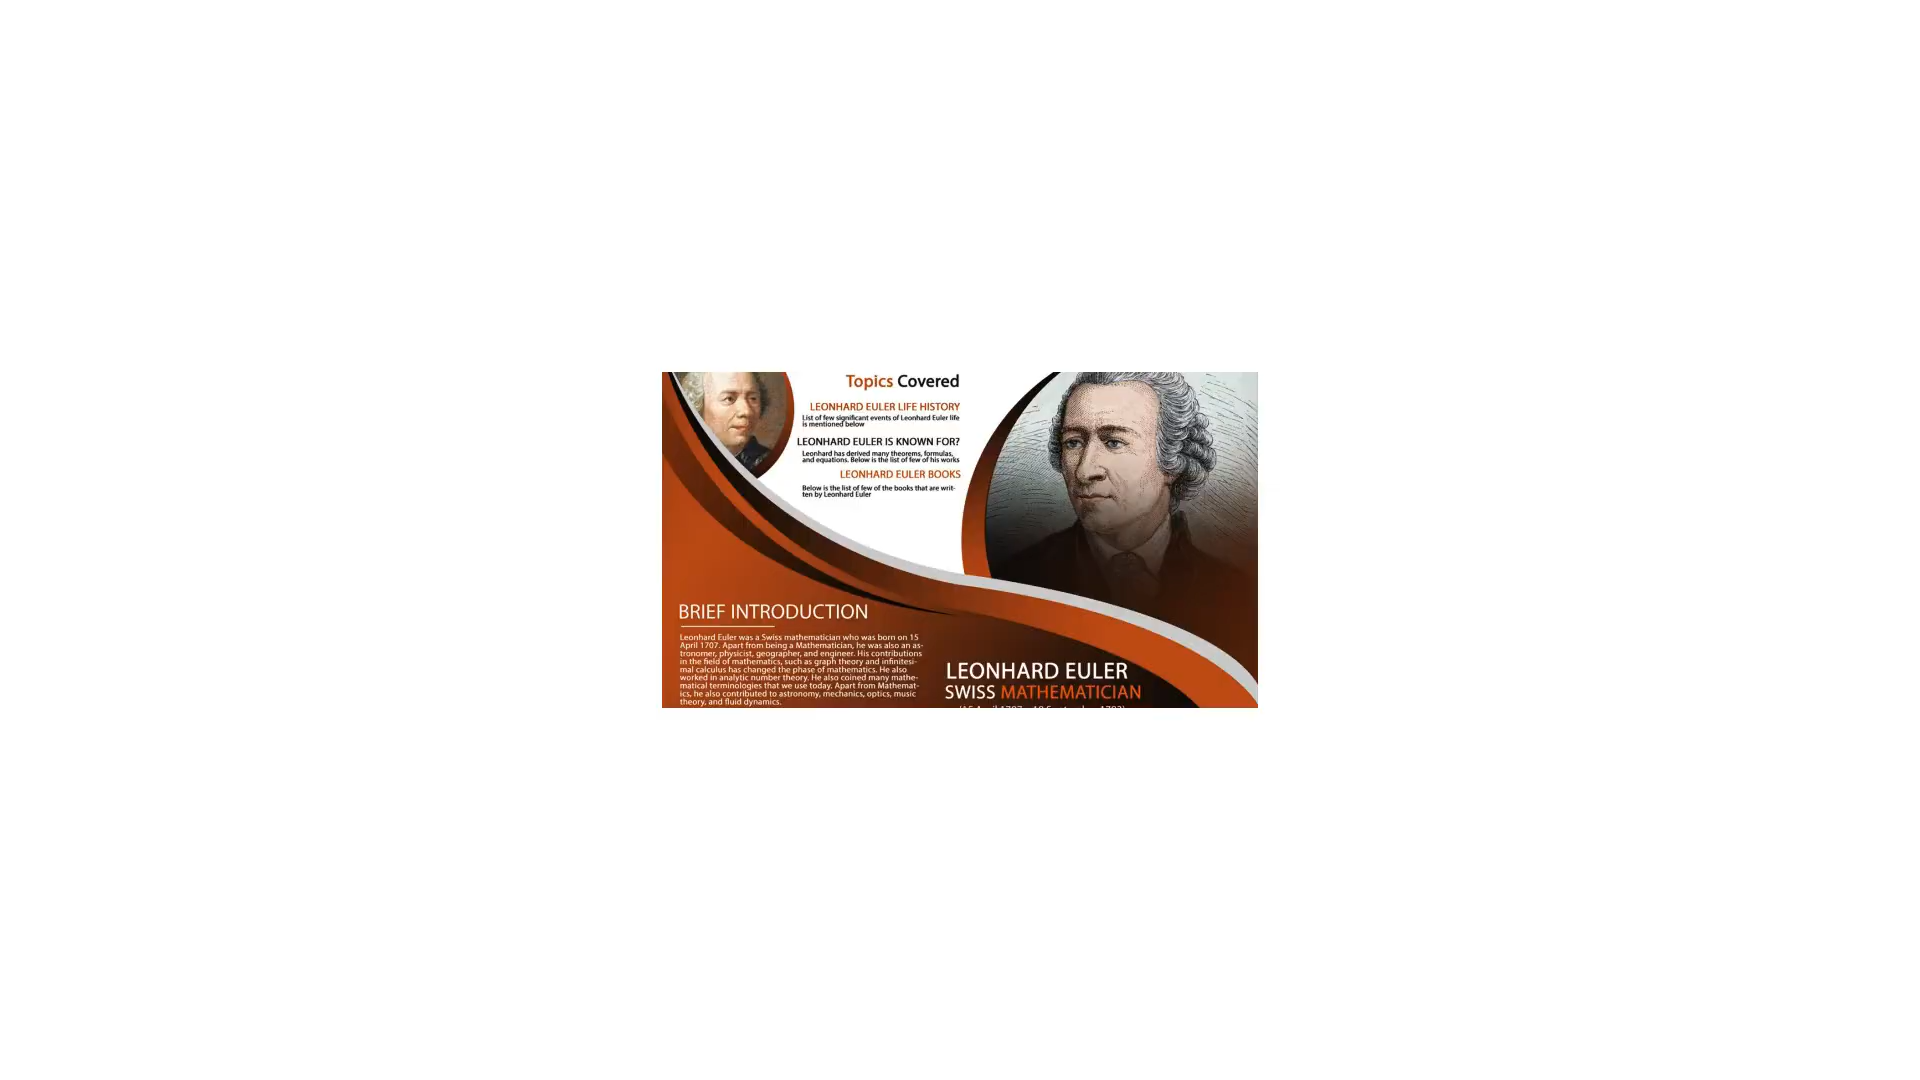 Topics Covered
LEONHARD EULER LIFE HISTORY
List of few significant events of Leonhard Euler life
is mentioned below
LEONHARD EULER IS KNOWN FOR?
Leonhard has derived many theorems, formulas,
and equations. Below is the list of few of his works
LEONHARD EULER BOOKS
Below is the list of few of the books that are writ-
ten by Leonhard Euler
BRIEF INTRODUCTION
Leonhard Euler was a Swiss mathematician who was born on 15
April 1707. Apart from being a Mathematician, he was also an as-
tronomer, physicist, geographer, and engineer. His contributions
in the field of mathematics, such as graph theory and infinitesi-
mal calculus has changed the phase of mathematics. He also
worked in analytic number theory. He also coined many mathe-
matical terminologies that we use today. Apart from Mathemat-
ics, he also contributed to astronomy, mechanics, optics, music
theory, and fluid dynamics.
LEONHARD EULER
SWISS MATHEMATICIAN